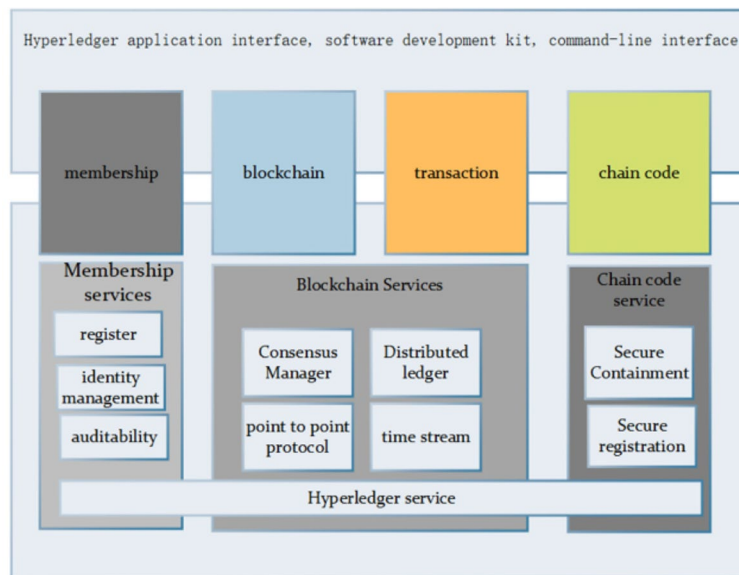 Hyperledger application interface, software development kit, command-line interface
membership
blockchain
transaction
chain code
Membership
services
register
identity
management
auditability
Blockchain Services
Consensus
Manager
Distributed
ledger
point to point
protocol
time stream
Chain code
service
Secure
Containment
Secure
registration
Hyperledger service